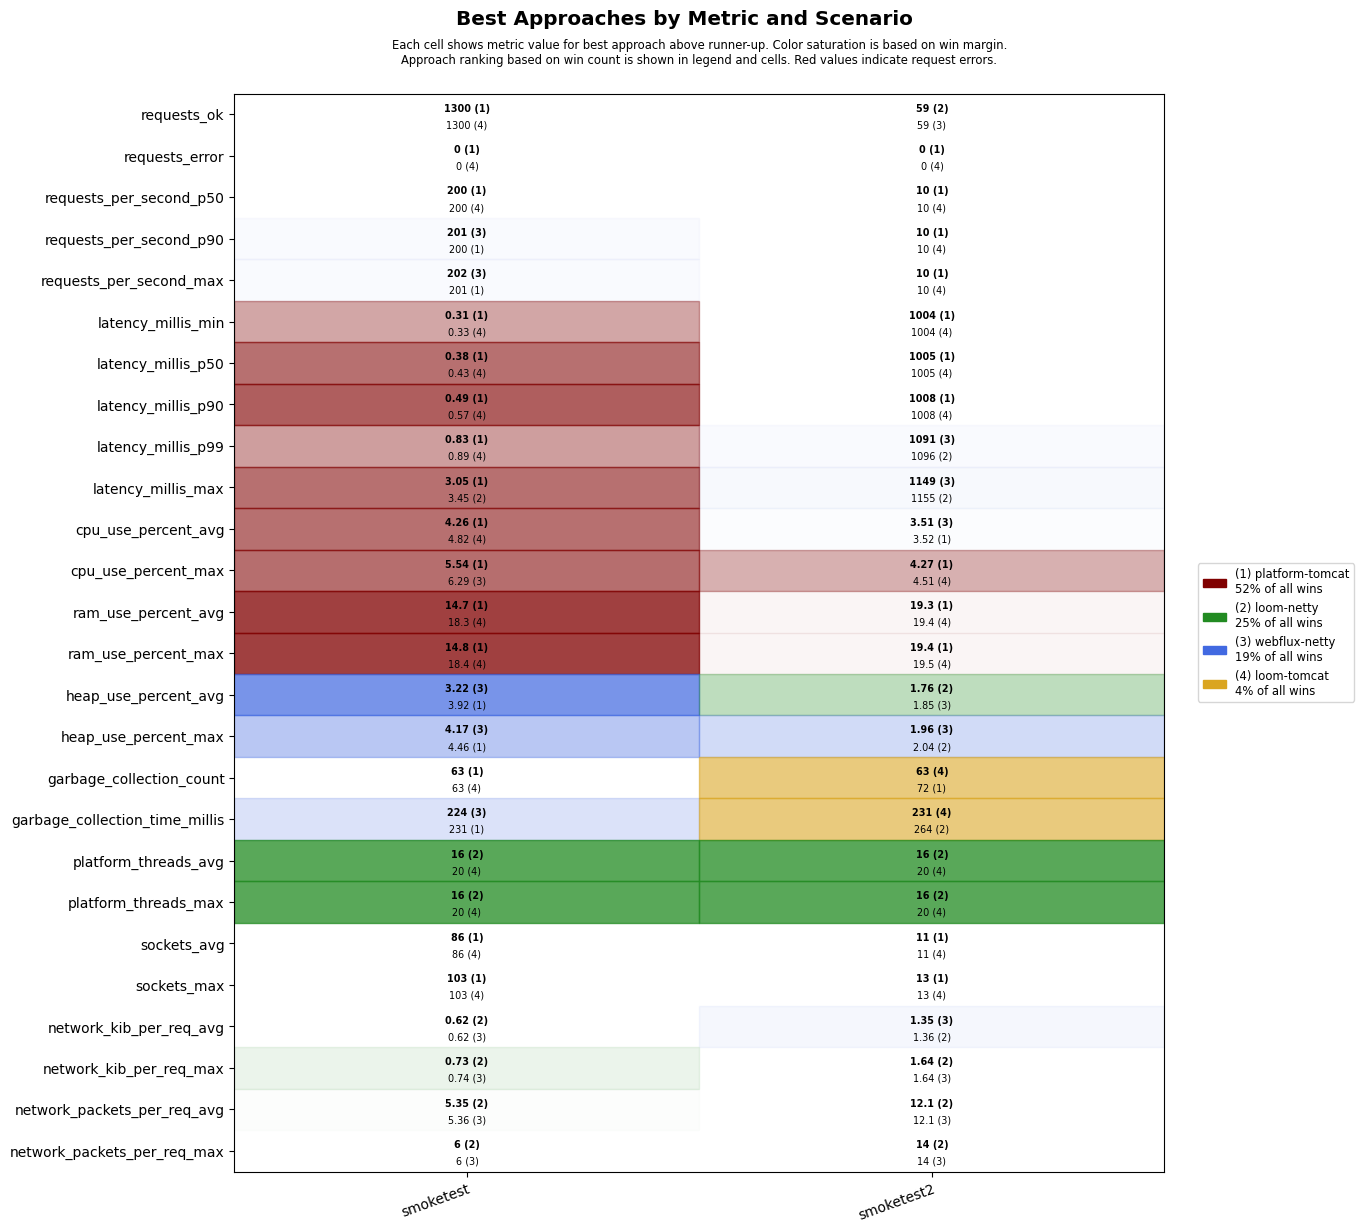 Best Approaches by Metric and Scenario
Each cell shows metric value for best approach above runner-up. Color saturation is based on win margin.
Approach ranking based on win count is shown in legend and cells. Red values indicate request errors.
requests_ok
1300 (1)
1300 (4)
59 (2)
59 (3)
requests_error
0 (1)
0 (4)
0 (1)
0 (4)
requests_per_second_p50
200 (1)
200 (4)
10 (1)
10 (4)
requests_per_second_p90
201 (3)
200 (1)
10 (1)
10 (4)
requests_per_second_max
202 (3)
201 (1)
10 (1)
10 (4)
latency_millis_min
0.31 (1)
0.33 (4)
1004 (1)
1004 (4)
latency_millis_p50
0.38 (1)
0.43 (4)
1005 (1)
1005 (4)
latency_millis_p90
0.49 (1)
0.57 (4)
1008 (1)
1008 (4)
latency_millis_p99
0.83 (1)
0.89 (4)
1091 (3)
1096 (2)
latency_millis_max
3.05 (1)
3.45 (2)
1149 (3)
1155 (2)
cpu_use_percent_avg
4.26 (1)
4.82 (4)
3.51 (3)
3.52 (1)
cpu_use_percent_max
5.54 (1)
6.29 (3)
4.27 (1)
4.51 (4)
ram_use_percent_avg
14.7 (1)
18.3 (4)
19.3 (1)
19.4 (4)
ram_use_percent_max
14.8 (1)
18.4 (4)
19.4 (1)
19.5 (4)
heap_use_percent_avg
3.22 (3)
3.92 (1)
1.76 (2)
1.85 (3)
heap_use_percent_max
4.17 (3)
4.46 (1)
1.96 (3)
2.04 (2)
garbage_collection_count
63 (1)
63 (4)
63 (4)
72 (1)
garbage_collection_time_millis
224 (3)
231 (1)
231 (4)
264 (2)
platform_threads_avg
16 (2)
20 (4)
16 (2)
20 (4)
platform_threads_max
16 (2)
20 (4)
16 (2)
20 (4)
sockets_avg
86 (1)
86 (4)
11 (1)
11 (4)
sockets_max
103 (1)
103 (4)
13 (1)
13 (4)
network_kib_per_req_avg
0.62 (2)
0.62 (3)
1.35 (3)
1.36 (2)
network_kib_per_req_max
0.73 (2)
0.74 (3)
1.64 (2)
1.64 (3)
network_packets_per_req_avg
5.35 (2)
5.36 (3)
12.1 (2)
12.1 (3)
network_packets_per_req_max
6 (2)
6 (3)
14 (2)
14 (3)
smoketest
smoketest2
(1) platform-tomcat
52% of all wins
(2) loom-netty
25% of all wins
(3) webflux-netty
19% of all wins
(4) loom-tomcat
4% of all wins